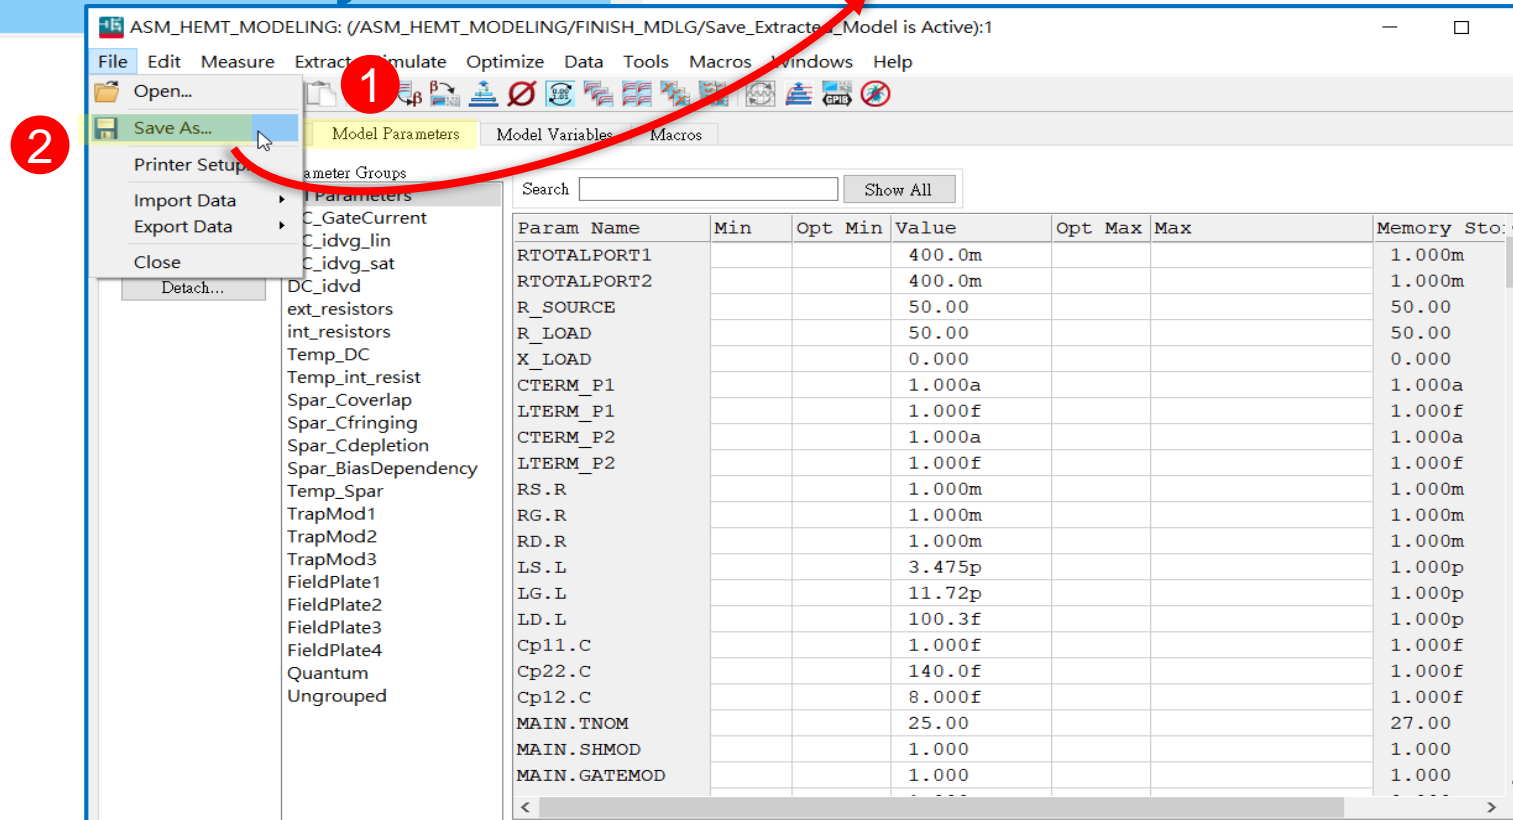 ASM_HEMT_MODELING: (/ASM_HEMT_MODELING/FINISH_MDLG/Save_Extracted_Model is Active):1
File Edit Measure Extract Optimize Data Tools Macros Windows Help
1
Open...
2
Save As...
Model Parameters Model Variables Macros
Printer Setup
Groups
Search Show All
Import Data
Parameters
Export Data
Close
Detach...
C_GateCurrent
C_idvg_lin
C_idvg_sat
DC_idvd
ext_resistors
int_resistors
Temp_DC
Temp_int_resist
Spar_Coverlap
Spar_Cfringing
Spar_Cdepletion
Spar_BiasDependency
Temp_Spar
TrapMod1
TrapMod2
TrapMod3
FieldPlate1
FieldPlate2
FieldPlate3
FieldPlate4
Quantum
Ungrouped
Param Name Min Opt Min Value Opt Max Max Memory
RTOTALPORT1 400.0m 1.000m
RTOTALPORT2 400.0m 1.000m
R_SOURCE 50.00 50.00
R_LOAD 50.00 50.00
X_LOAD 0.000 0.000
CTERM_P1 1.000a 1.000a
LTERM_P1 1.000f 1.000f
CTERM_P2 1.000a 1.000a
LTERM_P2 1.000f 1.000f
RS.R 1.000m 1.000m
RG.R 1.000m 1.000m
RD.R 1.000m 1.000m
LS.L 3.475p 1.000p
LG.L 11.72p 1.000p
LD.L 100.3f 1.000p
Cp11.C 1.000f 1.000f
Cp22.C 140.0f 1.000f
Cp12.C 8.000f 1.000f
MAIN.TNOM 25.00 27.00
MAIN.SHMOD 1.000 1.000
MAIN.GATEMOD 1.000 1.000